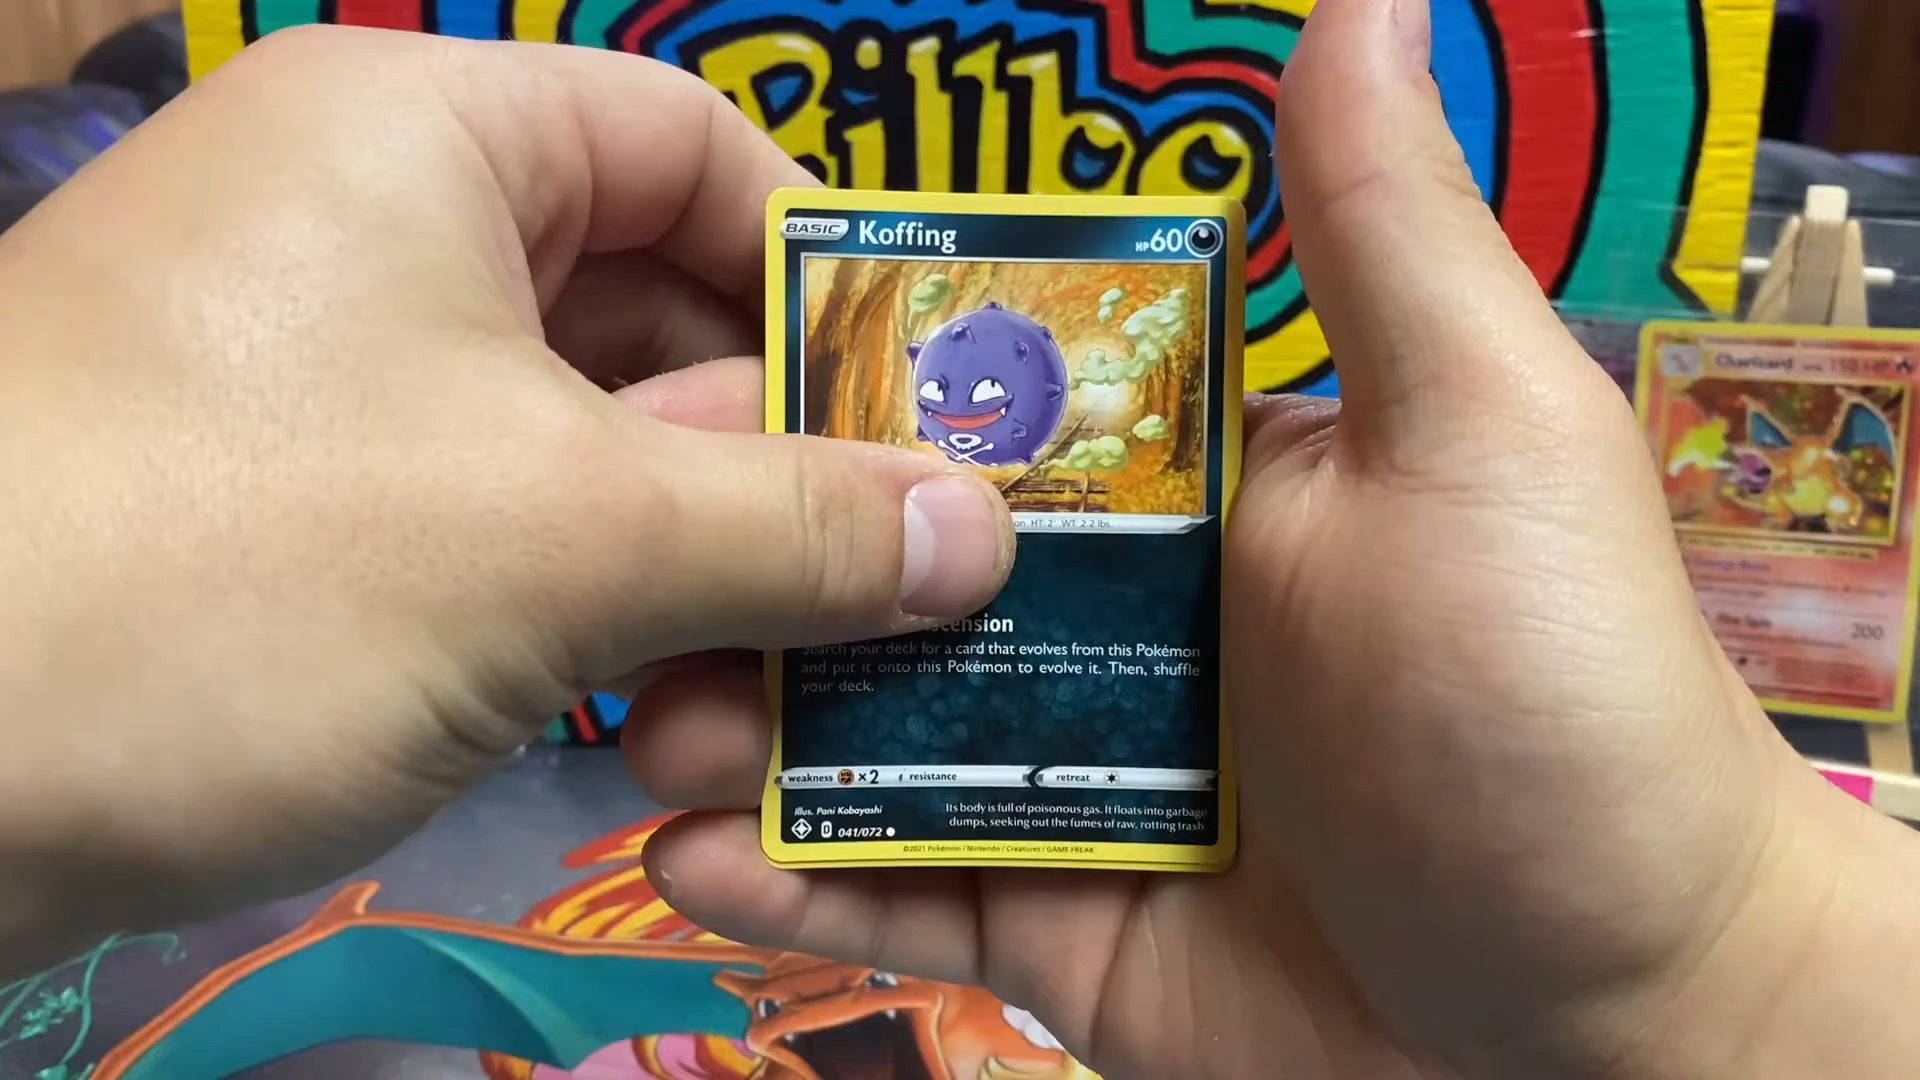 Billbo
BASIC Koffing HP60
on HT. 2' WT. 2.2 lbs.
scension
Search your deck for a card that evolves from this Pokémon
and put it onto this Pokémon to evolve it. Then, shuffle
your deck.
weakness ×2 resistance retreat
Illus. Pani Kobayashi
Its body is full of poisonous gas. It floats into garbage
dumps, seeking out the fumes of raw, rotting trash.
D 041/072
©2021 Pokémon / Nintendo / Creatures / GAME FREAK
Charizard
200